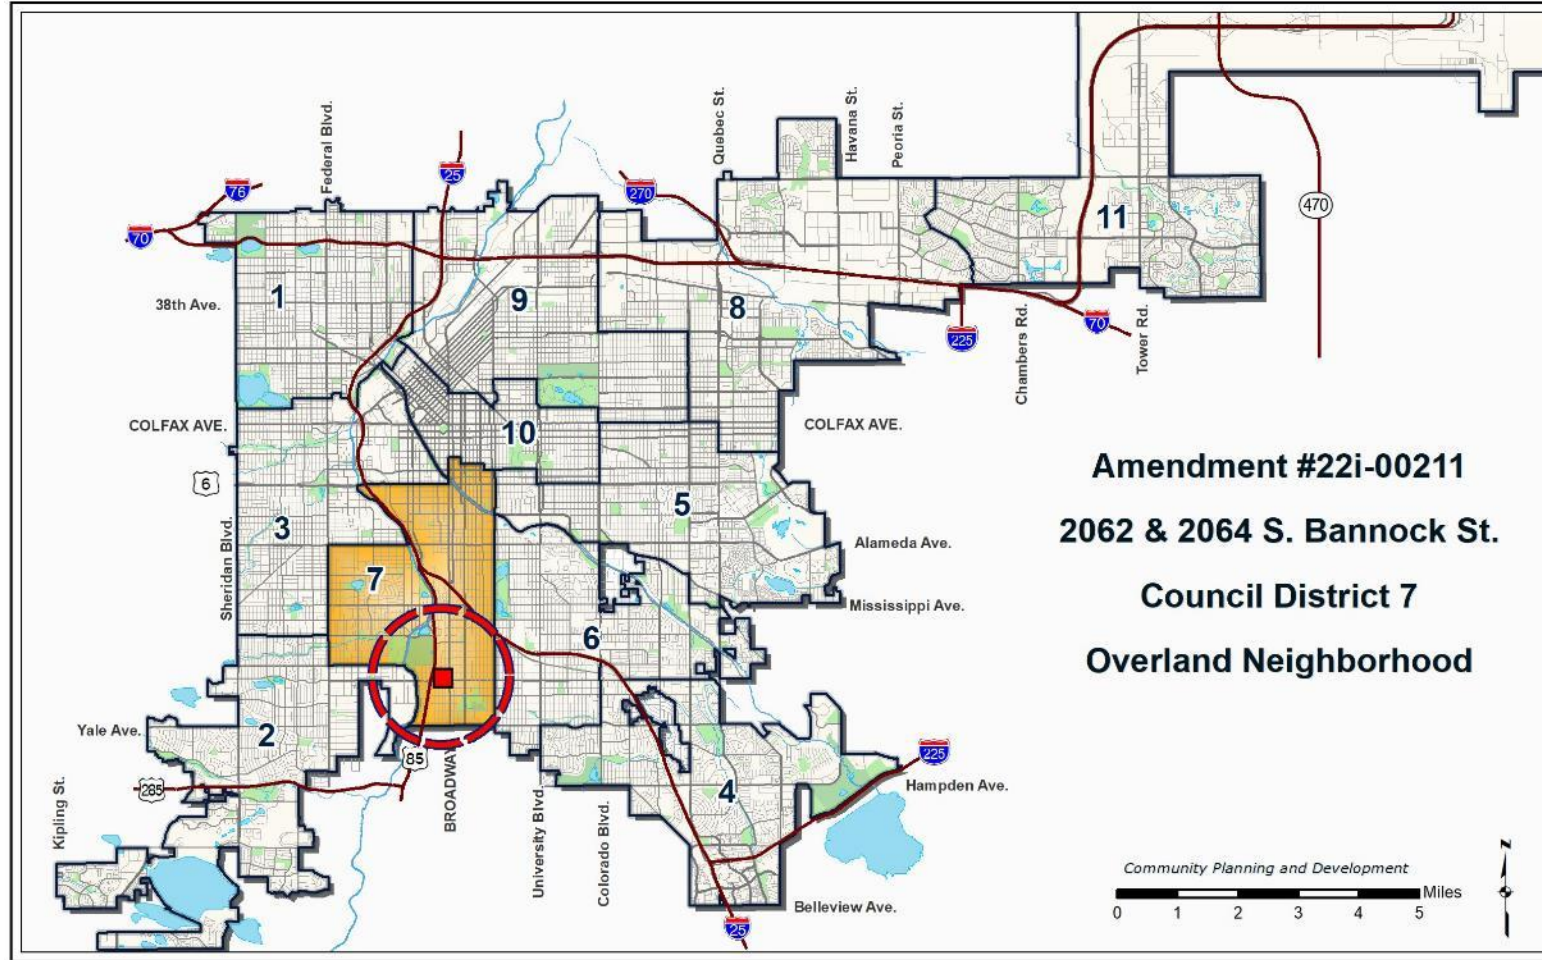 Federal Blvd.
Quebec St.
Havana St.
Peoria St.
76
25
270
70
470
11
1
9
8
38th Ave.
225
70
Chambers Rd.
Tower Rd.
COLFAX AVE.
10
COLFAX AVE.
6
5
3
Sheridan Blvd.
Alameda Ave.
7
Mississippi Ave.
6
Amendment #22i-00211
2062 & 2064 S. Bannock St.
Council District 7
Overland Neighborhood
Yale Ave.
2
85
225
285
4
Hampden Ave.
Kipling St.
BROADWAY
University Blvd.
Colorado Blvd.
Belleview Ave.
25
Community Planning and Development
Miles
0 1 2 3 4 5
N